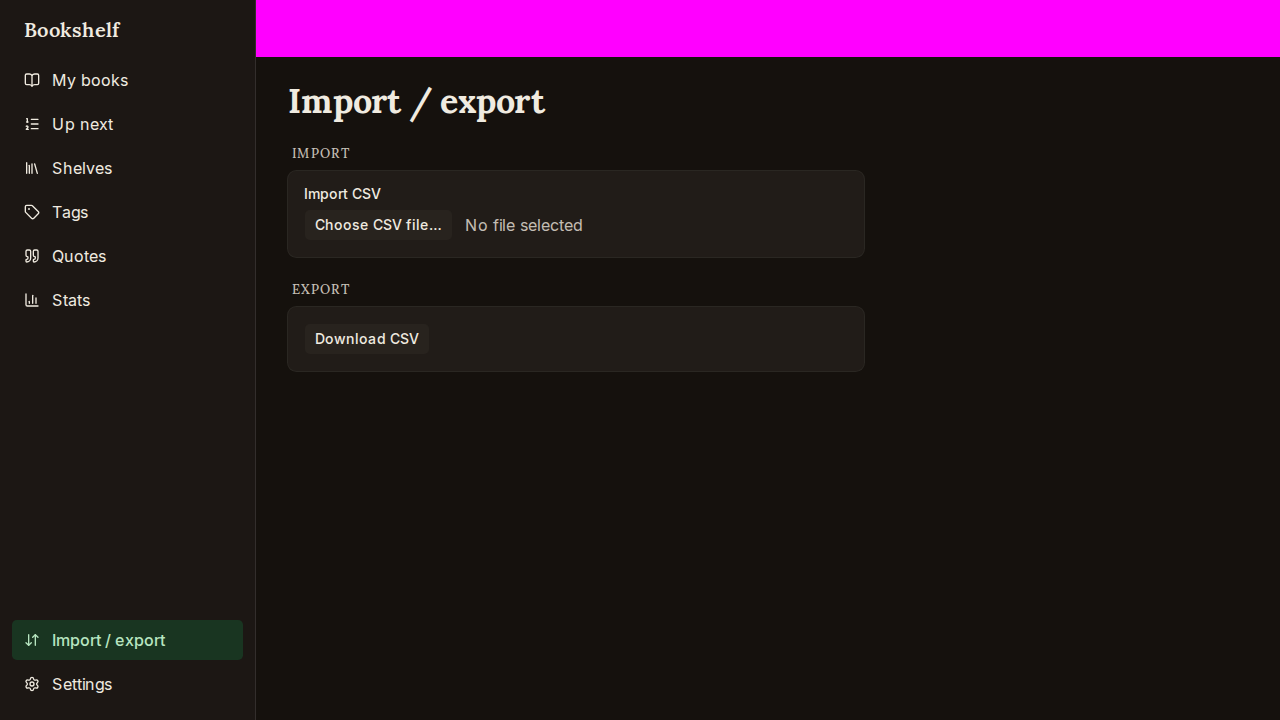 Bookshelf
My books
Up next
Shelves
Tags
Quotes
Stats
Import / export
Settings
Import / export
IMPORT
Import CSV
Choose CSV file... No file selected
EXPORT
Download CSV